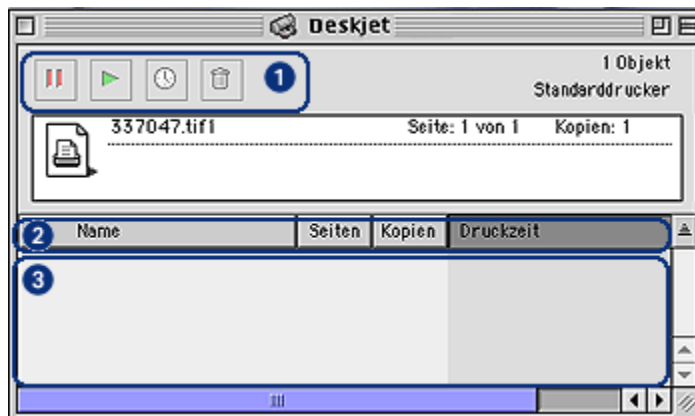 Deskjet
1
1 Objekt
Standarddrucker
337047.tif1 Seite: 1 von 1 Kopien: 1
2 Name Seiten Kopien Druckzeit
3